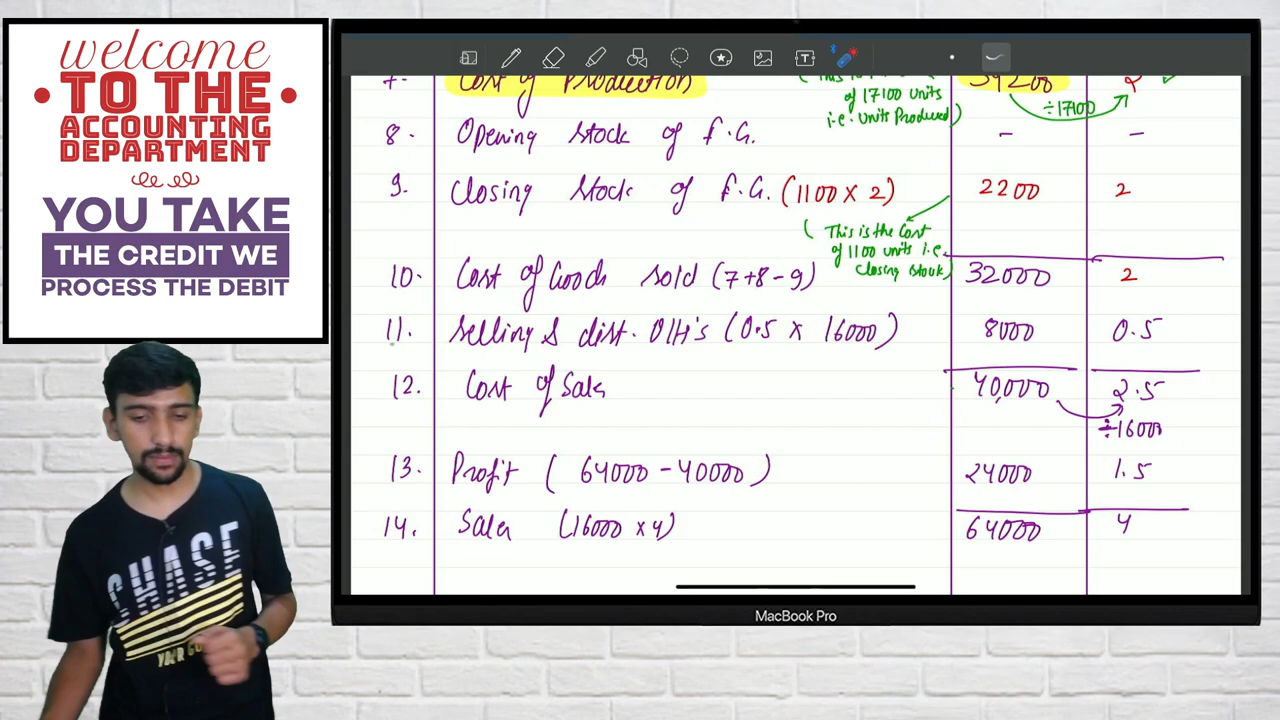 welcome
TO THE
ACCOUNTING
DEPARTMENT
YOU TAKE
THE CREDIT WE
PROCESS THE DEBIT
7. Cost of Production 34200 2
of 17100 units
i.e. units Produced)
÷17100
8. Opening Stock of f.G. - -
9. Closing Stock of f.G. (1100 x 2) 2200 2
( This is the Cost
of 1100 units i.e.
Closing Stock)
10. Cost of Goods sold (7+8-9) 32000 2
11. Selling & dist. O/H's (0.5 x 16000) 8000 0.5
12. Cost of Sales 40,000 2.5
÷16000
13. Profit ( 64000 - 40000 ) 24000 1.5
14. Sales (16000 x 4) 64000 4
MacBook Pro
CHASE